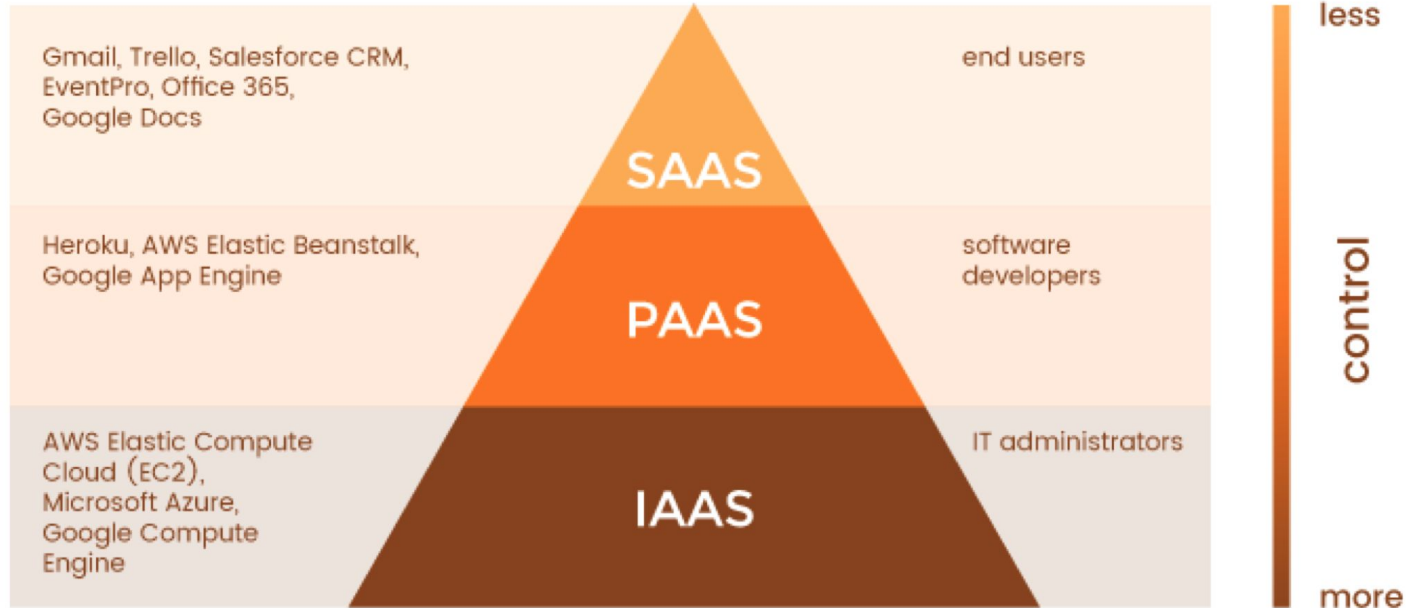 less
Gmail, Trello, Salesforce CRM,
EventPro, Office 365,
Google Docs
end users
SAAS
Heroku, AWS Elastic Beanstalk,
Google App Engine
software
developers
PAAS
control
AWS Elastic Compute
Cloud (EC2),
Microsoft Azure,
Google Compute
Engine
IT administrators
IAAS
more